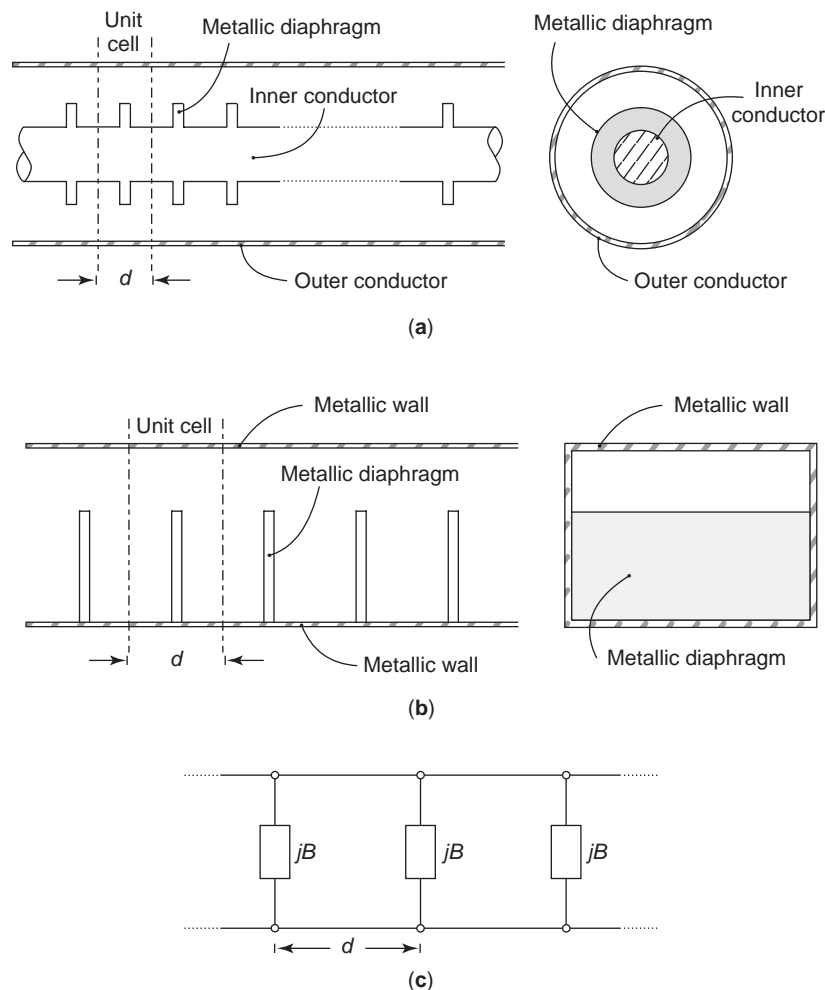 Unit
cell
Metallic diaphragm
Inner conductor
d
Outer conductor
Metallic diaphragm
Inner
conductor
Outer conductor
(a)
Unit cell
Metallic wall
Metallic diaphragm
d
Metallic wall
Metallic wall
Metallic diaphragm
(b)
jB
jB
jB
d
(c)